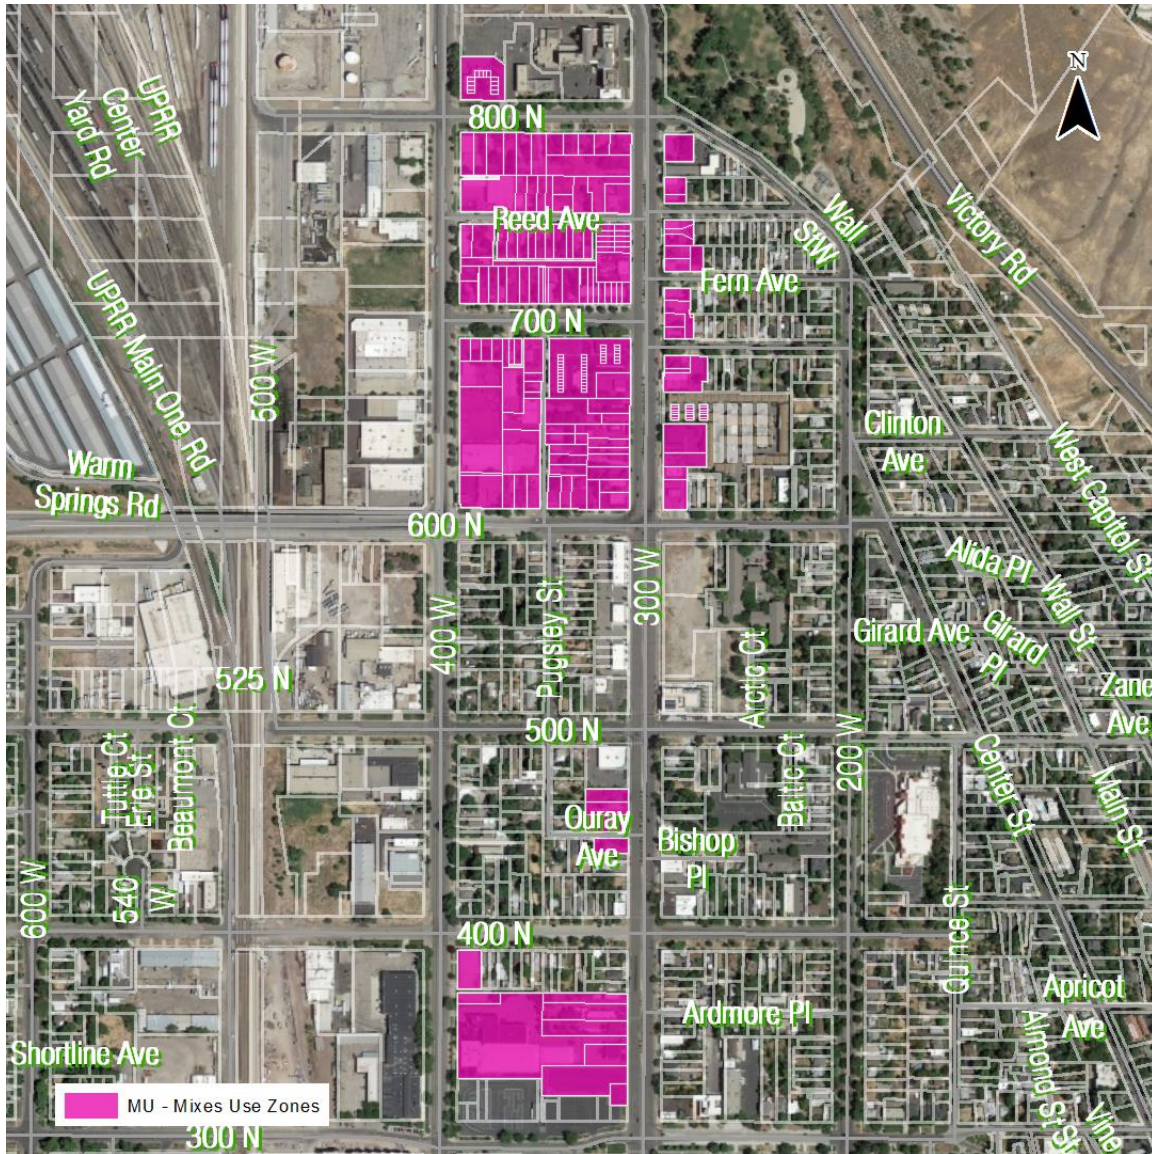 N
800 N
UPRR
Center
Yard Rd
Reed Ave
Wall
StW
Victory Rd
Fern Ave
700 N
UPRR Main One Rd
500 W
Clinton
Ave
Warm
Springs Rd
West Capitol St
600 N
Alida Pl
300 W
400 W
Pugsley St
Girard Ave
Girard
Pl
Wall St
Arctic Ct
525 N
Zane
Ave
500 N
Tuttle Ct
Erie St
Beaumont Ct
Baltic Ct
200 W
Center St
Main St
Ouray
Ave
Bishop
Pl
540
W
600 W
400 N
Quince St
Apricot
Ave
Ardmore Pl
Shortline Ave
Almond St
St
Vine
MU - Mixes Use Zones
300 N